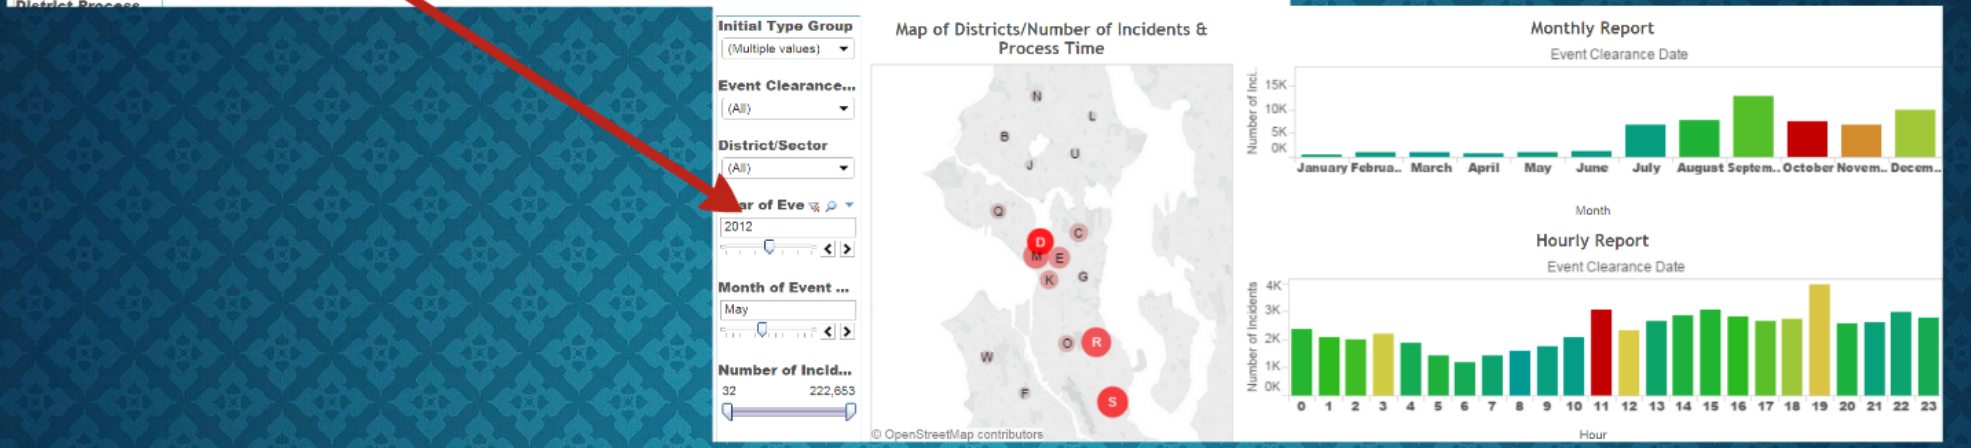 District Process
Initial Type Group
(Multiple values)
Event Clearance...
(All)
District/Sector
(All)
ar of Eve
2012
Month of Event ...
May
Number of Incid...
32 222,653
Map of Districts/Number of Incidents &
Process Time
N
L
B
U
J
Q
C
D
M
E
K
G
O
R
W
F
S
© OpenStreetMap contributors
Monthly Report
Event Clearance Date
Number of Inci..
15K
10K
5K
0K
January Februa.. March April May June July August Septem.. October Novem.. Decem..
Month
Hourly Report
Event Clearance Date
Number of Incidents
4K
3K
2K
1K
0K
0 1 2 3 4 5 6 7 8 9 10 11 12 13 14 15 16 17 18 19 20 21 22 23
Hour